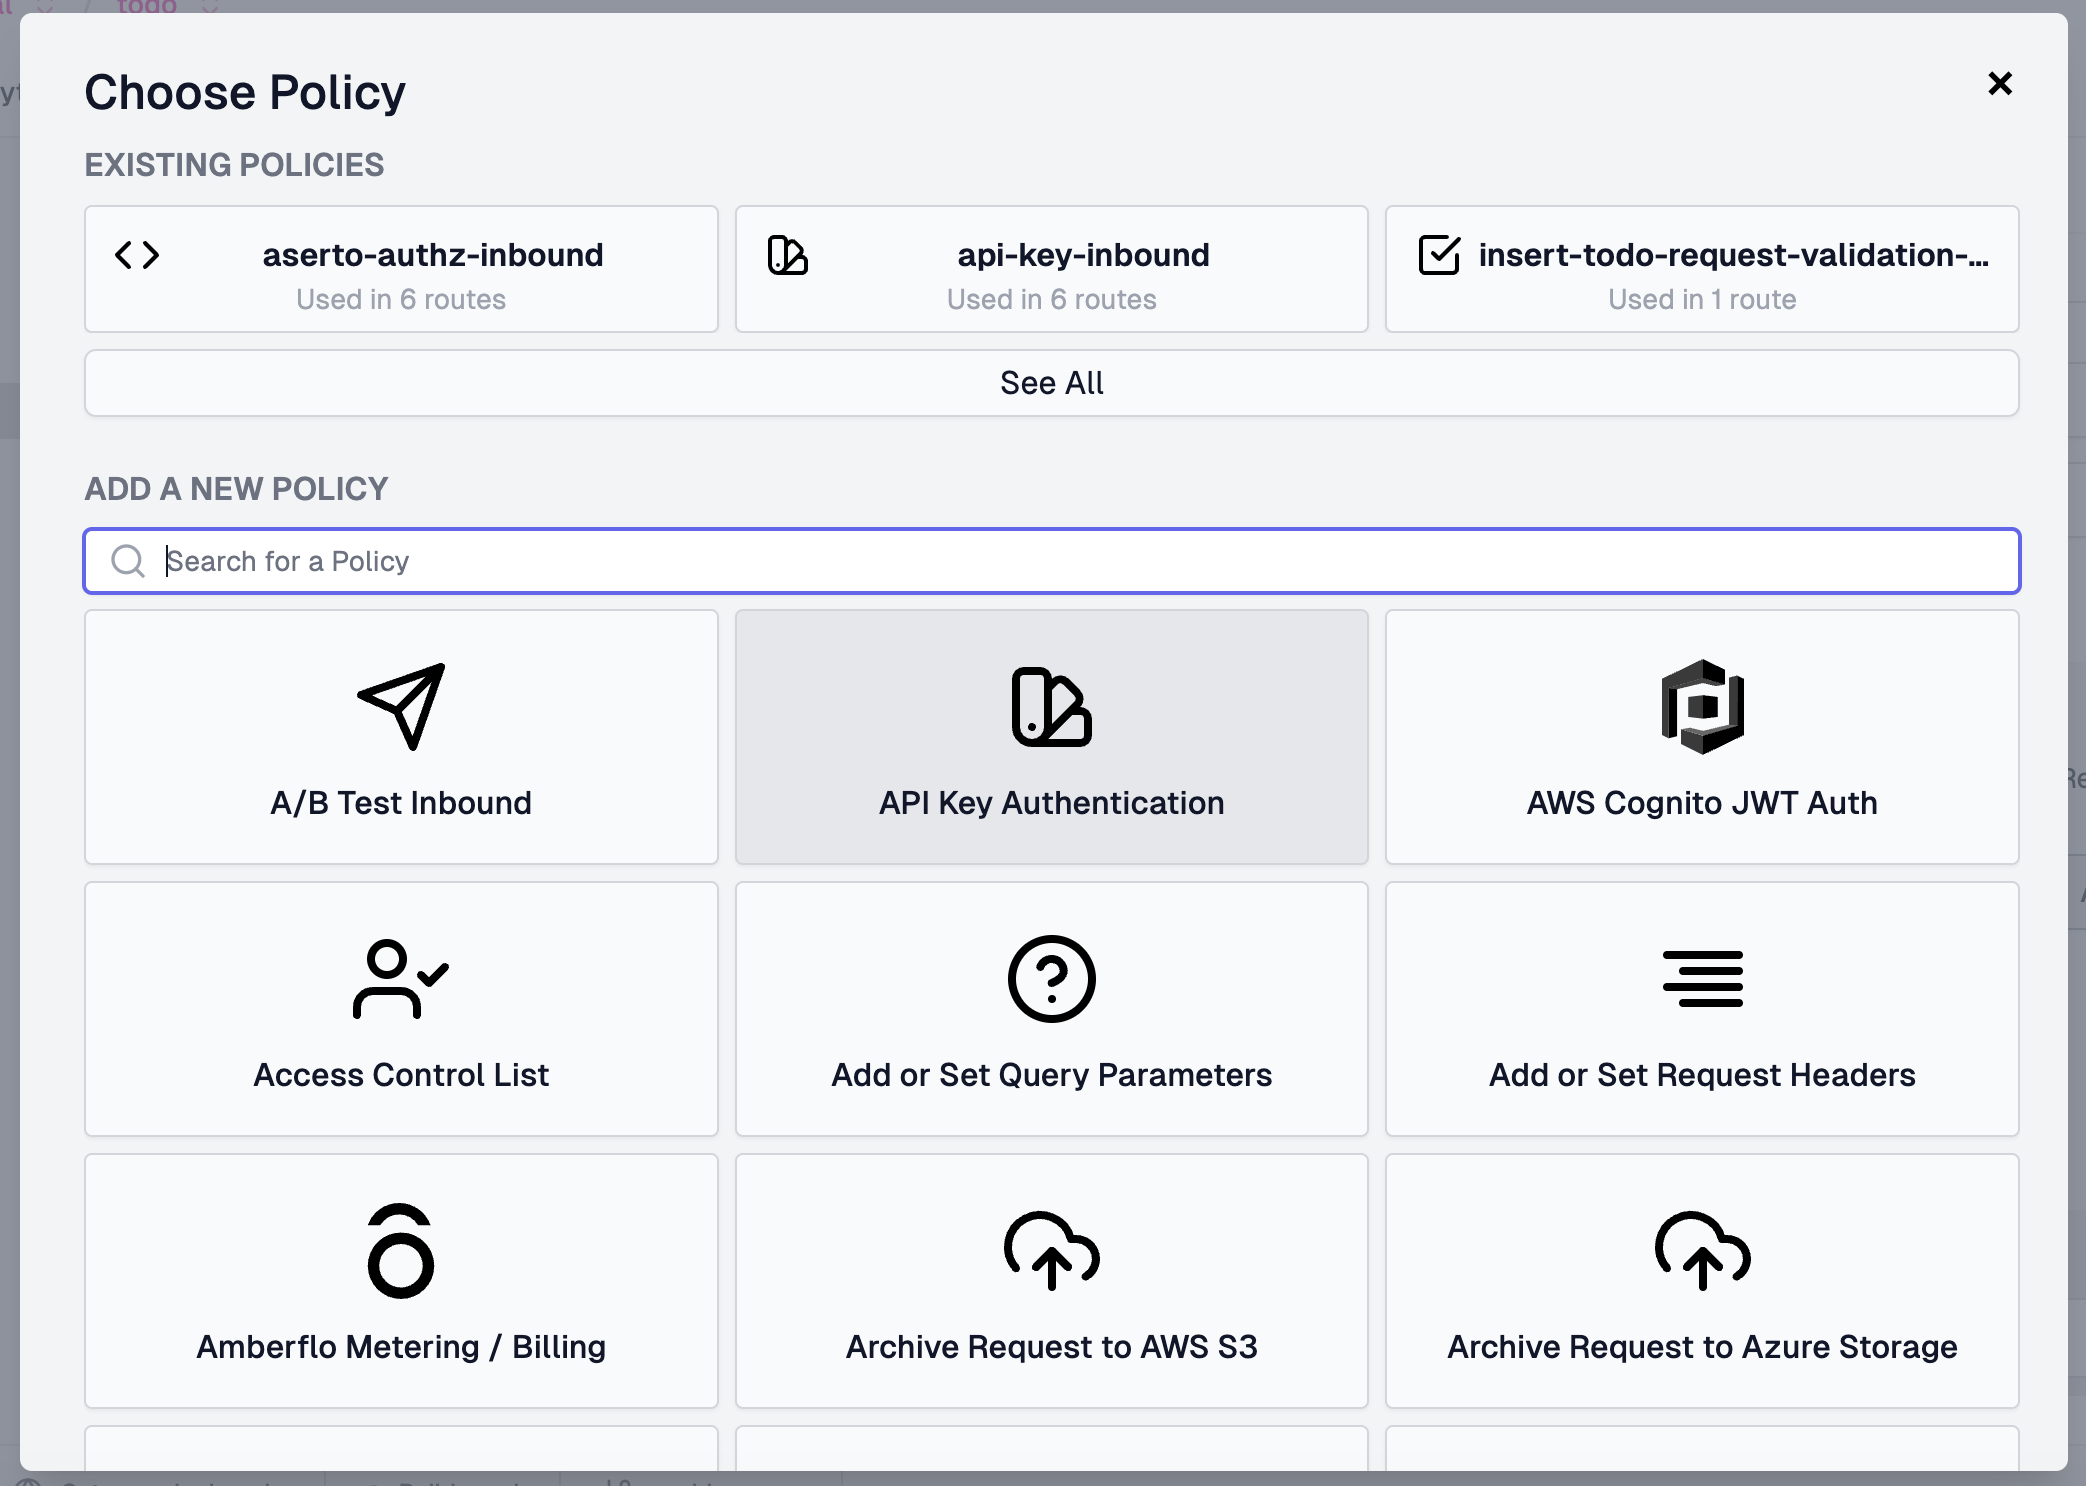 todo
Choose Policy
EXISTING POLICIES
aserto-authz-inbound
Used in 6 routes
api-key-inbound
Used in 6 routes
insert-todo-request-validation-...
Used in 1 route
See All
ADD A NEW POLICY
Search for a Policy
A/B Test Inbound
API Key Authentication
AWS Cognito JWT Auth
Access Control List
Add or Set Query Parameters
Add or Set Request Headers
Amberflo Metering / Billing
Archive Request to AWS S3
Archive Request to Azure Storage